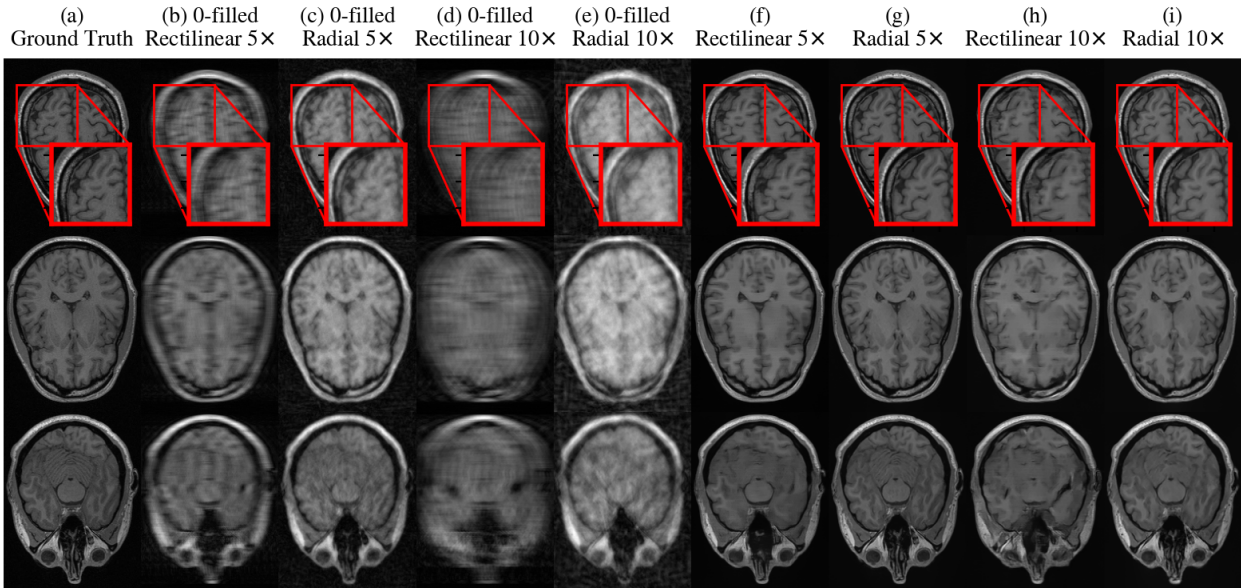 (a) (b) 0-filled (c) 0-filled (d) 0-filled (e) 0-filled (f) (g) (h) (i)
Ground Truth Rectilinear 5× Radial 5× Rectilinear 10× Radial 10× Rectilinear 5× Radial 5× Rectilinear 10× Radial 10×